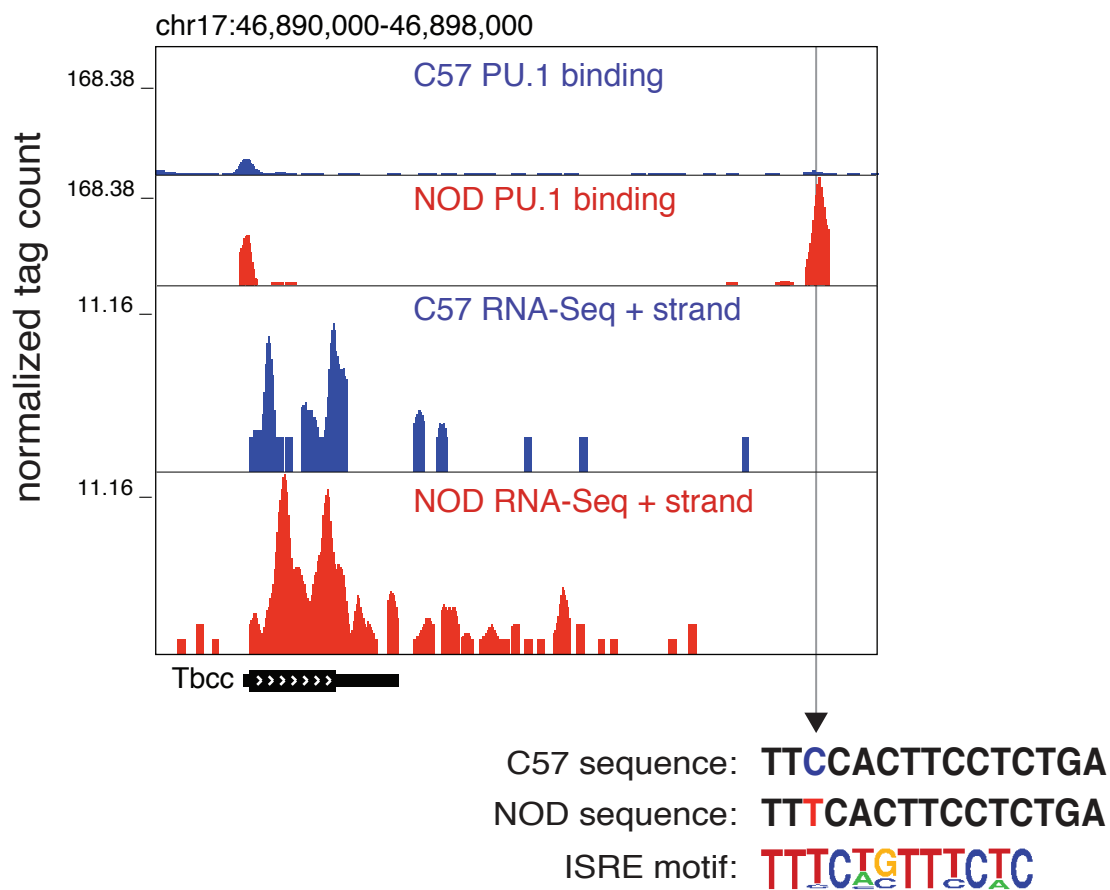 chr17:46,890,000-46,898,000
normalized tag count
168.38
C57 PU.1 binding
168.38
NOD PU.1 binding
11.16
C57 RNA-Seq + strand
11.16
NOD RNA-Seq + strand
Tbcc
C57 sequence: TTCCACTTCCTCTGA
NOD sequence: TTTCACTTCCTCTGA
ISRE motif: TTTCTGTTTCTC